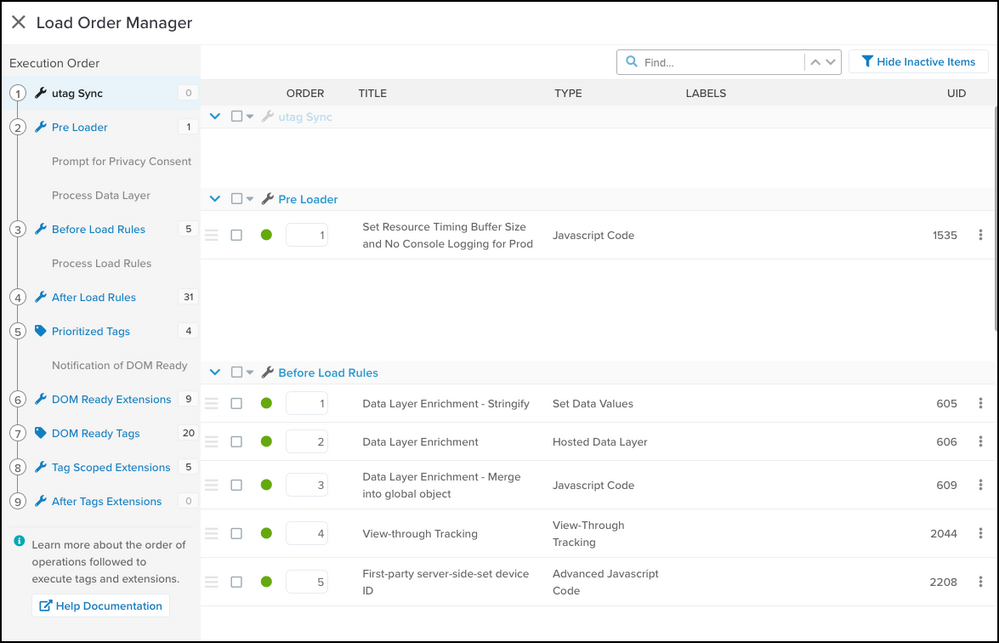 Load Order Manager
Execution Order
1 utag Sync 0
2 Pre Loader 1
Prompt for Privacy Consent
Process Data Layer
3 Before Load Rules 5
Process Load Rules
4 After Load Rules 31
5 Prioritized Tags 4
Notification of DOM Ready
6 DOM Ready Extensions 9
7 DOM Ready Tags 20
8 Tag Scoped Extensions 5
9 After Tags Extensions 0
Learn more about the order of
operations followed to
execute tags and extensions.
Help Documentation
Find...
Hide Inactive Items
ORDER TITLE TYPE LABELS UID
utag Sync
Pre Loader
1 Set Resource Timing Buffer Size
and No Console Logging for Prod
Javascript Code 1535
Before Load Rules
1 Data Layer Enrichment - Stringify Set Data Values 605
2 Data Layer Enrichment Hosted Data Layer 606
3 Data Layer Enrichment - Merge
into global object
Javascript Code 609
4 View-through Tracking View-Through
Tracking
2044
5 First-party server-side-set device
ID
Advanced Javascript
Code
2208